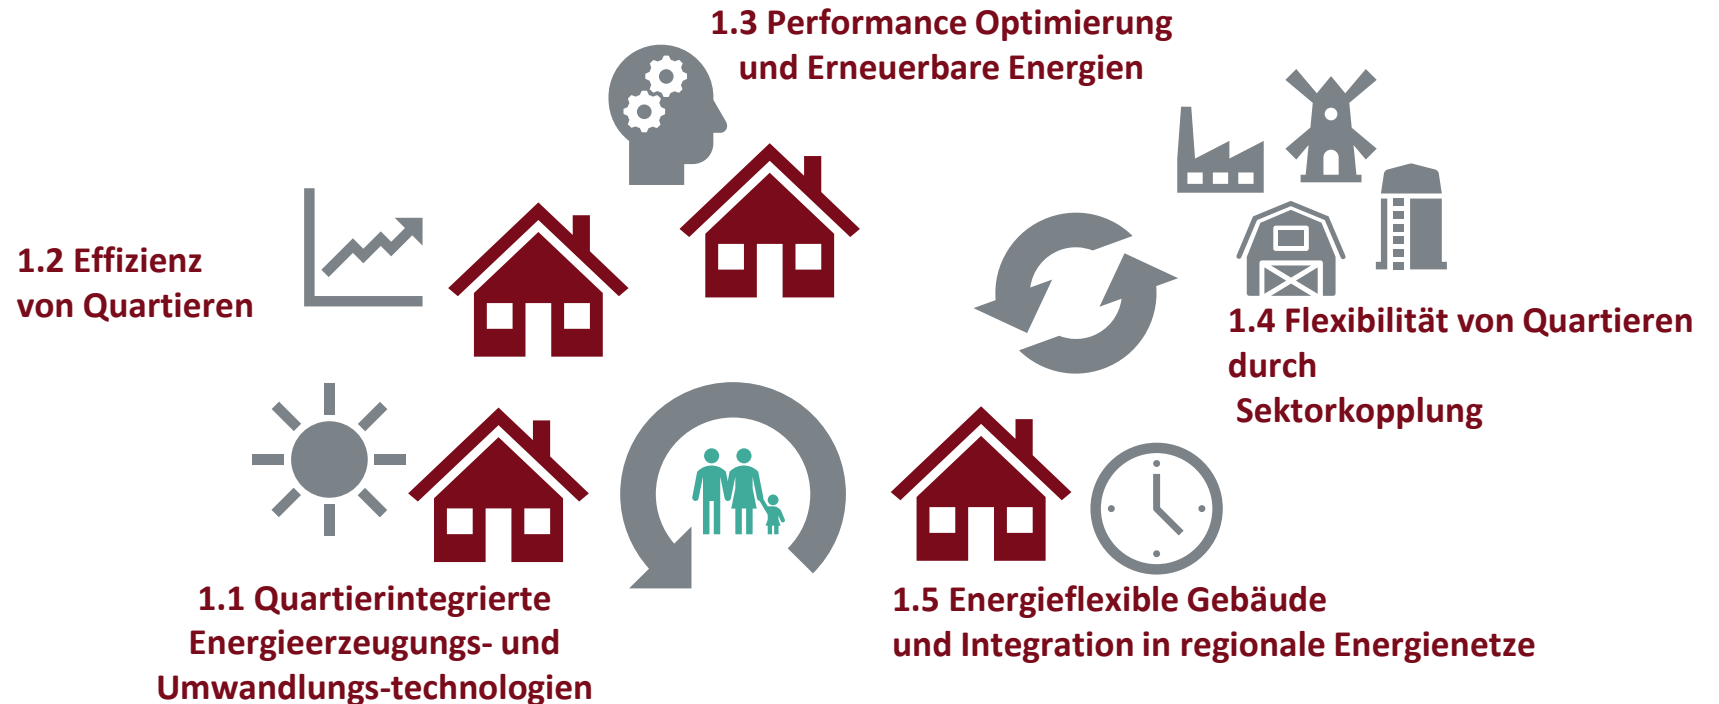 1.3 Performance Optimierung
und Erneuerbare Energien
1.2 Effizienz
von Quartieren
1.4 Flexibilität von Quartieren
durch
Sektorkopplung
1.1 Quartierintegrierte
Energieerzeugungs- und
Umwandlungs-technologien
1.5 Energieflexible Gebäude
und Integration in regionale Energienetze